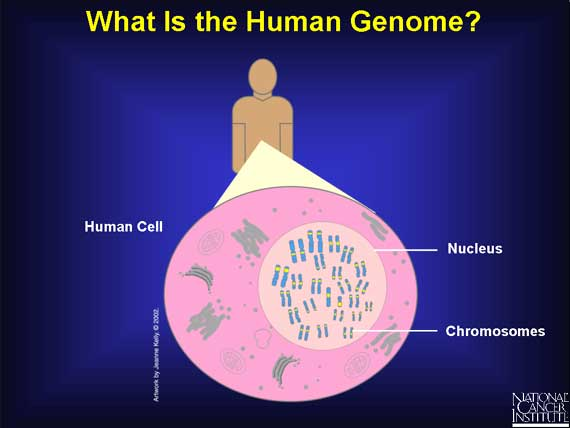 What Is the Human Genome?
Human Cell
Nucleus
Chromosomes
Artwork by Jeanne Kelly. © 2002.
NATIONAL
CANCER
INSTITUTE